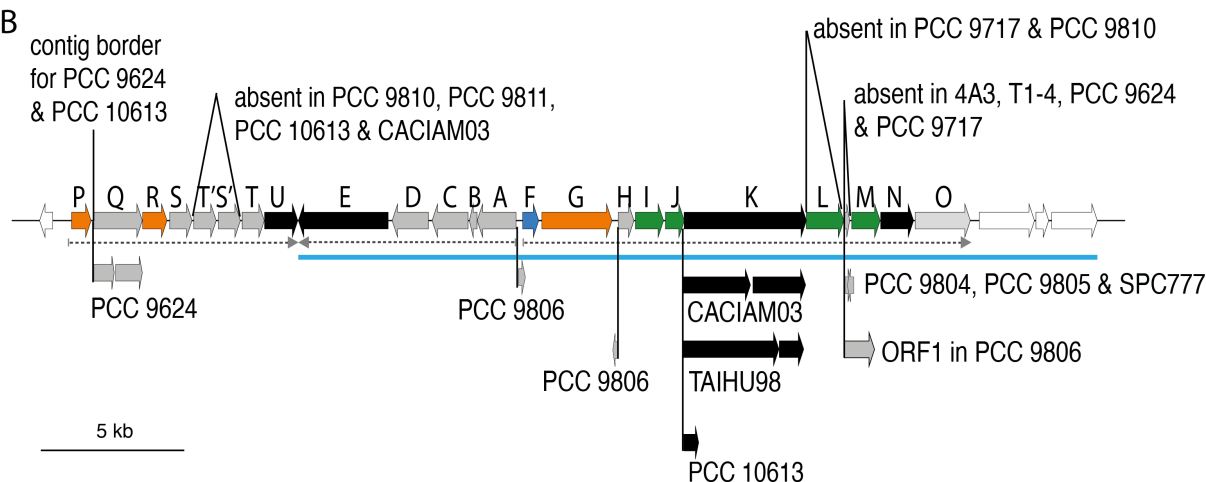 B
contig border
for PCC 9624
& PCC 10613
absent in PCC 9810, PCC 9811,
PCC 10613 & CACIAM03
absent in PCC 9717 & PCC 9810
absent in 4A3, T1-4, PCC 9624
& PCC 9717
P Q R S T' S' T U E D C B A F G H I J K L M N O
PCC 9624
PCC 9806
PCC 9806
CACIAM03
TAIHU98
PCC 10613
PCC 9804, PCC 9805 & SPC777
ORF1 in PCC 9806
5 kb